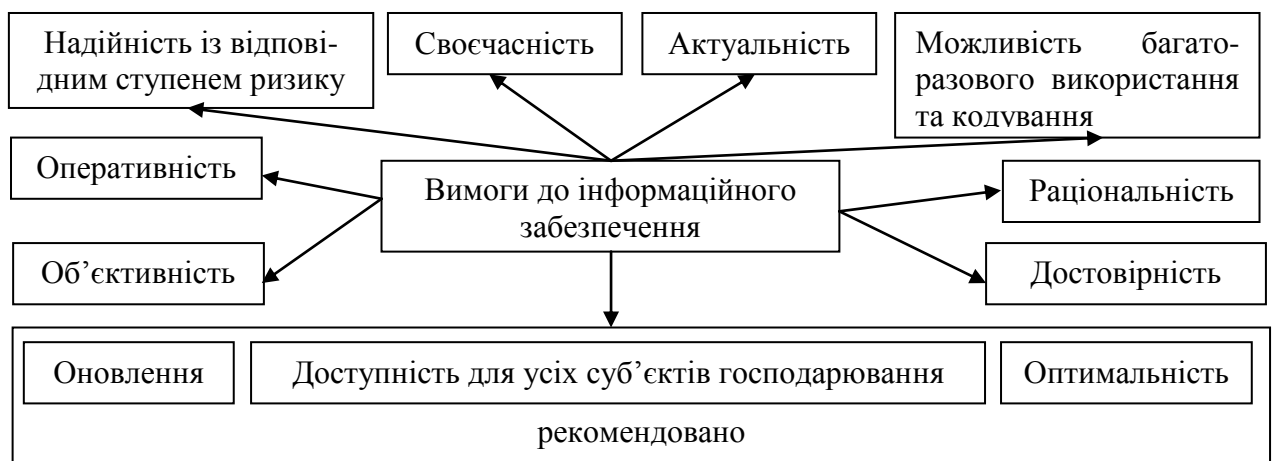 Надійність із відпові-
дним ступенем ризику
Своєчасність
Актуальність
Можливість багато-
разового використання
та кодування
Оперативність
Вимоги до інформаційного
забезпечення
Раціональність
Об’єктивність
Достовірність
Оновлення
Доступність для усіх суб’єктів господарювання
Оптимальність
рекомендовано